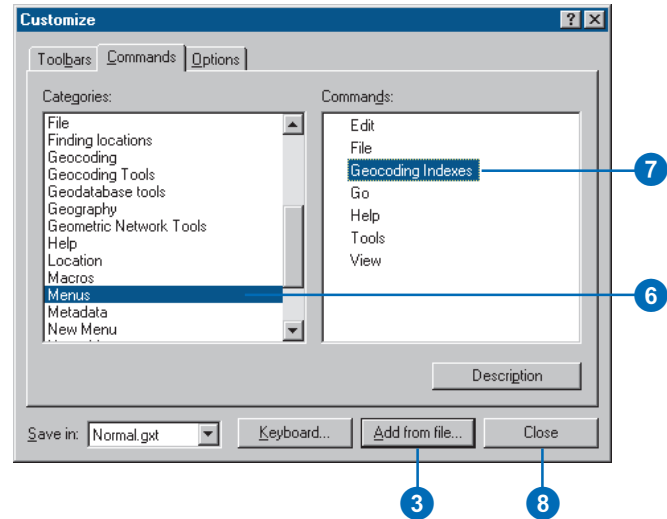 Customize
Toolbars Commands Options
Categories:
File
Finding locations
Geocoding
Geocoding Tools
Geodatabase tools
Geography
Geometric Network Tools
Help
Location
Macros
Menus
Metadata
New Menu
Commands:
Edit
File
Geocoding Indexes
Go
Help
Tools
View
7
6
Description
Save in: Normal.gxt Keyboard... Add from file... Close
3 8